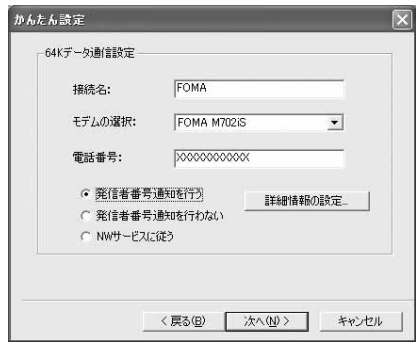 かんたん設定
64Kデータ通信設定
接続名: FOMA
モデムの選択: FOMA M702iS
電話番号: XXXXXXXXXXX
発信者番号通知を行う
詳細情報の設定...
発信者番号通知を行わない
NWサービスに従う
< 戻る(B) 次へ(N) > キャンセル